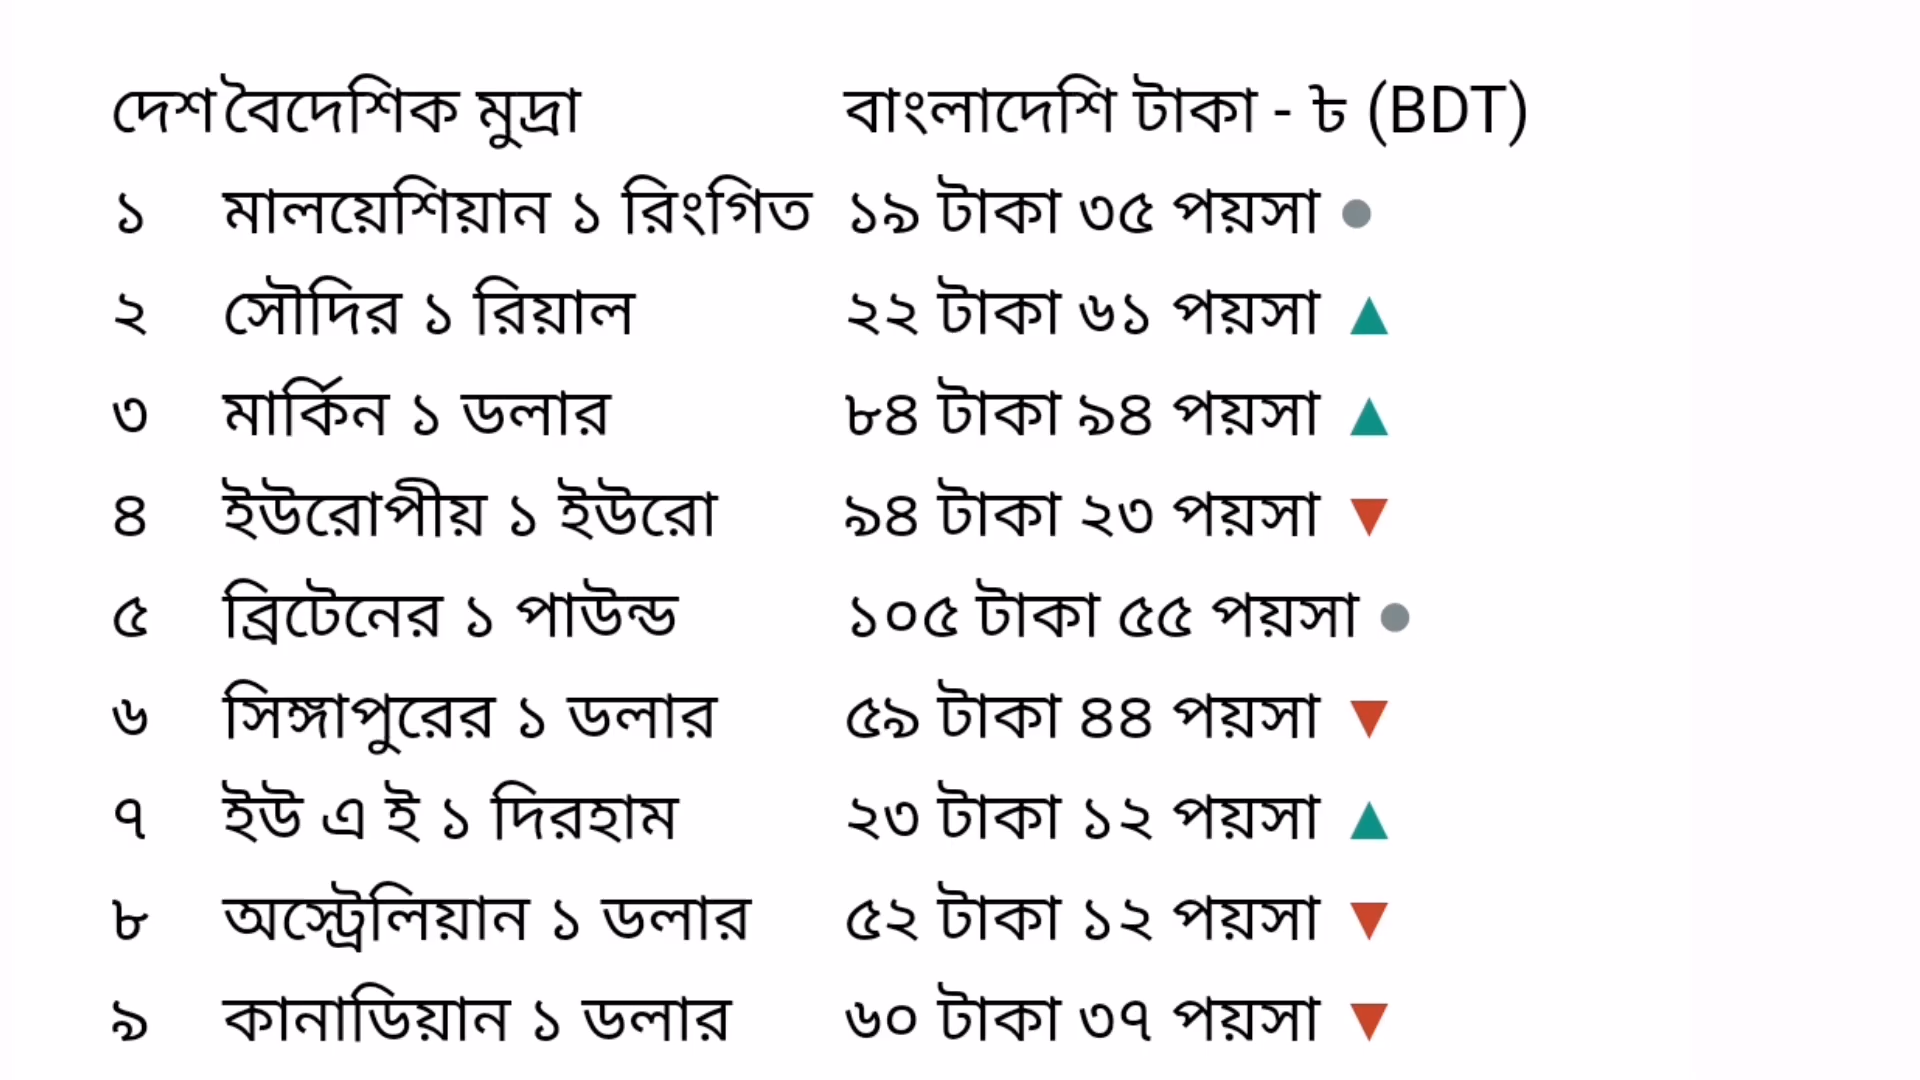 দেশ বৈদেশিক মুদ্রা বাংলাদেশি টাকা - ৳ (BDT)
১ মালয়েশিয়ান ১ রিংগিত ১৯ টাকা ৩৫ পয়সা
২ সৌদির ১ রিয়াল ২২ টাকা ৬১ পয়সা ▲
৩ মার্কিন ১ ডলার ৮৪ টাকা ৯৪ পয়সা ▲
৪ ইউরোপীয় ১ ইউরো ৯৪ টাকা ২৩ পয়সা ▼
৫ ব্রিটেনের ১ পাউন্ড ১০৫ টাকা ৫৫ পয়সা
৬ সিঙ্গাপুরের ১ ডলার ৫৯ টাকা ৪৪ পয়সা ▼
৭ ইউ এ ই ১ দিরহাম ২৩ টাকা ১২ পয়সা ▲
৮ অস্ট্রেলিয়ান ১ ডলার ৫২ টাকা ১২ পয়সা ▼
৯ কানাডিয়ান ১ ডলার ৬০ টাকা ৩৭ পয়সা ▼